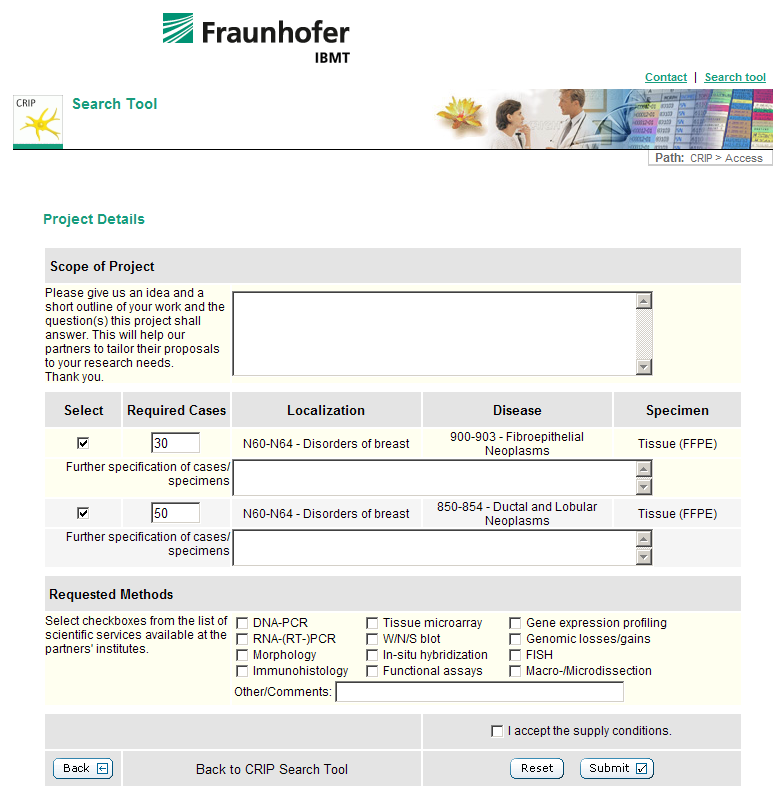 Fraunhofer
IBMT
Contact | Search tool
CRIP
Search Tool
Path: CRIP > Access
Project Details
Scope of Project
Please give us an idea and a
short outline of your work and the
question(s) this project shall
answer. This will help our
partners to tailor their proposals
to your research needs.
Thank you.
Select Required Cases Localization Disease Specimen
30 N60-N64 - Disorders of breast 900-903 - Fibroepithelial Neoplasms Tissue (FFPE)
Further specification of cases/
specimens
50 N60-N64 - Disorders of breast 850-854 - Ductal and Lobular Neoplasms Tissue (FFPE)
Further specification of cases/
specimens
Requested Methods
Select checkboxes from the list of
scientific services available at the
partners' institutes.
DNA-PCR Tissue microarray Gene expression profiling
RNA-(RT-)PCR W/N/S blot Genomic losses/gains
Morphology In-situ hybridization FISH
Immunohistology Functional assays Macro-/Microdissection
Other/Comments:
I accept the supply conditions.
Back Back to CRIP Search Tool Reset Submit